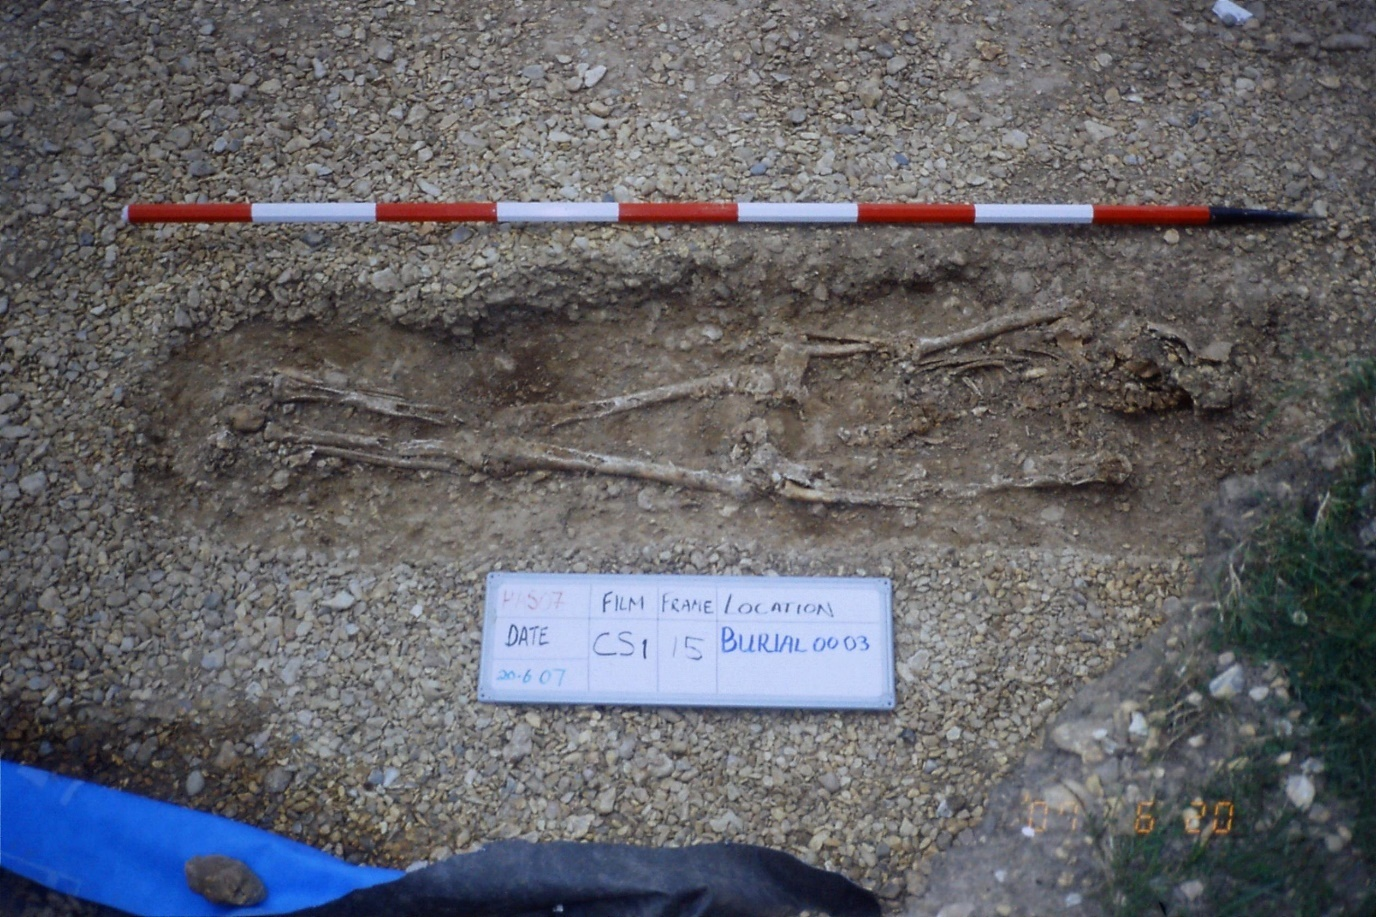 FILM FRAME LOCATION
DATE CS1 15 BURIAL 0003
20.6 07
07 6 20